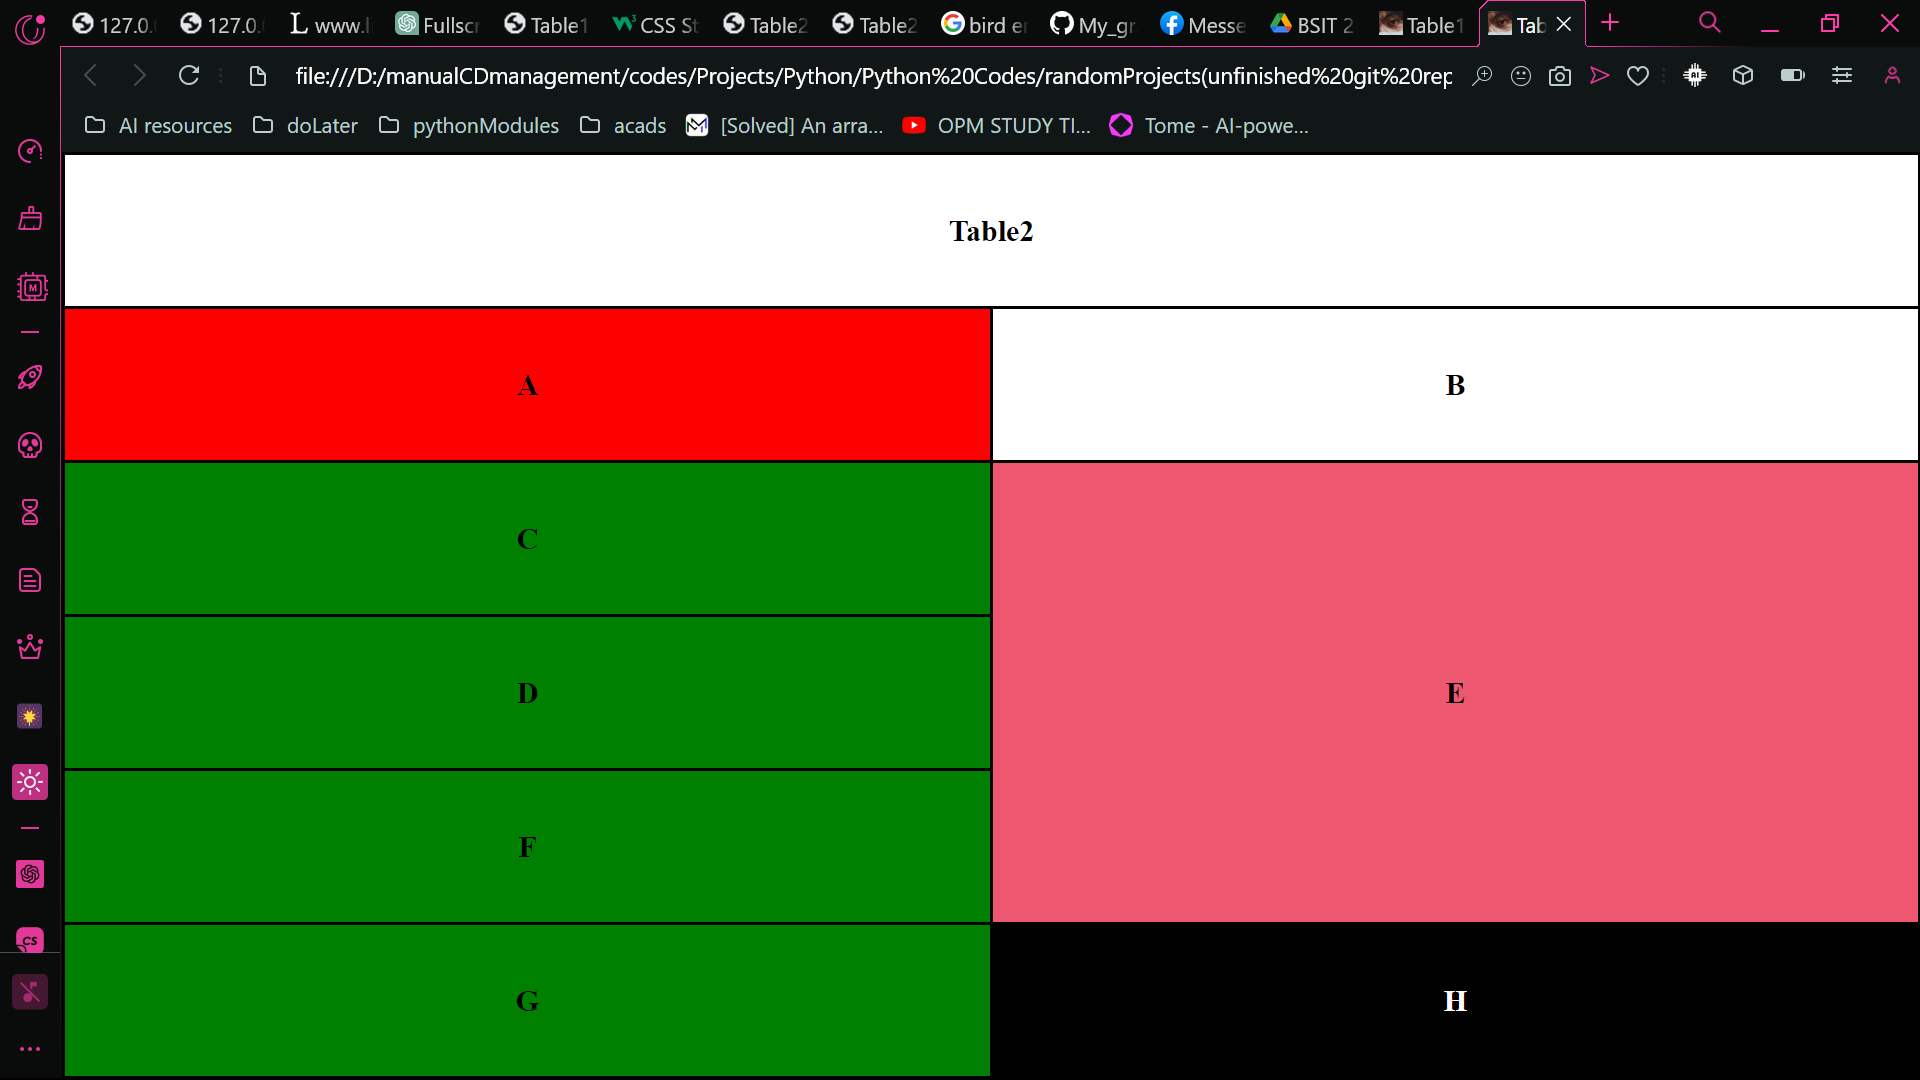 127.0.
127.0.
www.l
Fullscr
Table1
CSS St
Table2
Table2
bird e
My_gr
Messe
BSIT 2
Table1
Tab
file:///D:/manualCDmanagement/codes/Projects/Python/Python%20Codes/randomProjects(unfinished%20git%20rep
AI resources
doLater
pythonModules
acads
[Solved] An arra...
OPM STUDY TI...
Tome - AI-powe...
Table2
A
B
C
D
E
F
G
H
M
CS